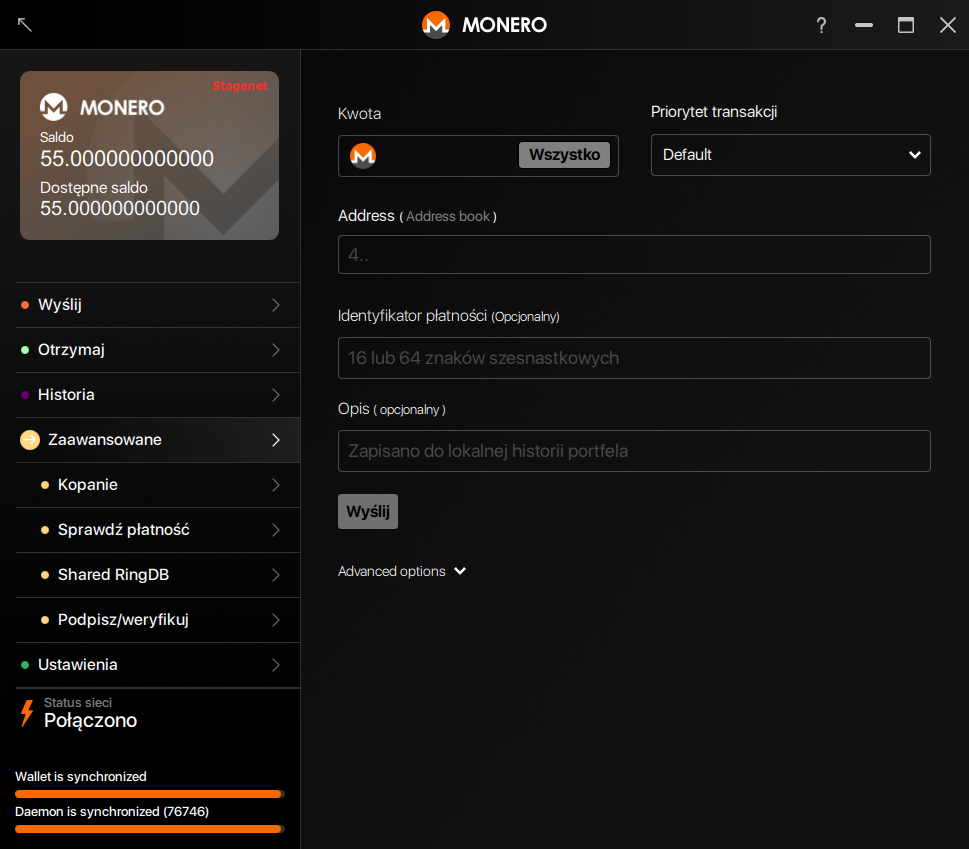 MONERO
?
Stagenet
MONERO
Saldo
55.000000000000
Dostępne saldo
55.000000000000
Wyślij
Otrzymaj
Historia
Zaawansowane
Kopanie
Sprawdź płatność
Shared RingDB
Podpisz/weryfikuj
Ustawienia
Status sieci
Połączono
Wallet is synchronized
Daemon is synchronized (76746)
Kwota
Wszystko
Priorytet transakcji
Default
Address ( Address book )
4..
Identyfikator płatności (Opcjonalny)
16 lub 64 znaków szesnastkowych
Opis ( opcjonalny )
Zapisano do lokalnej historii portfela
Wyślij
Advanced options